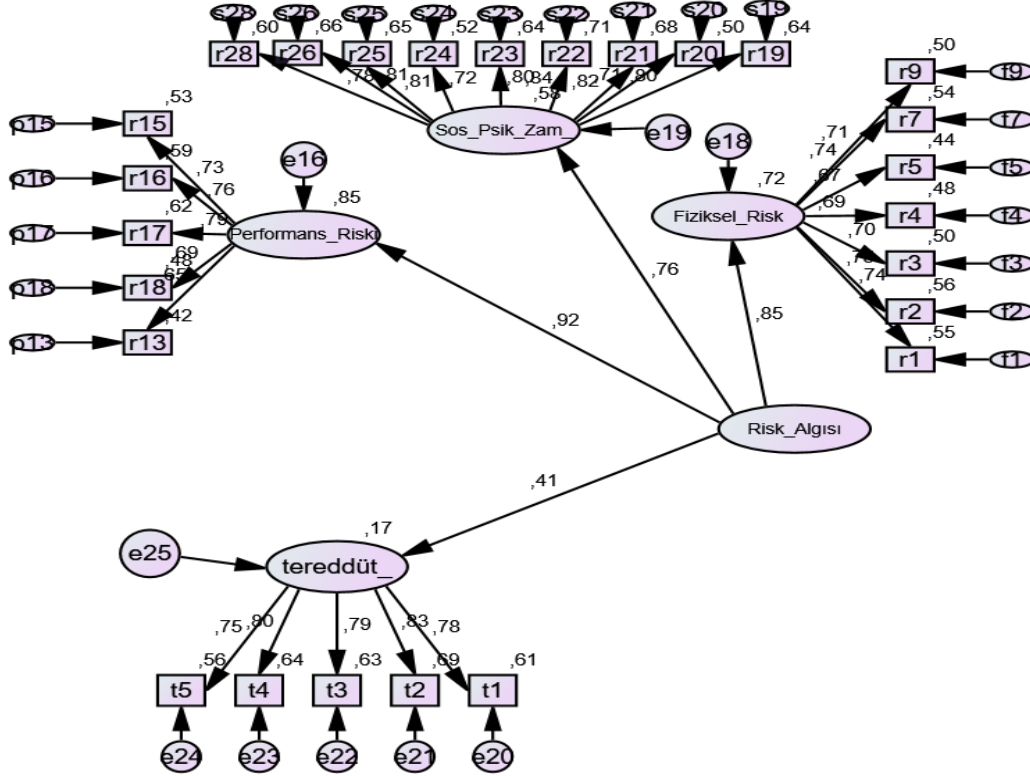 s28 s26 s25 s24 s23 s22 s21 s20 s19
,60 ,66 ,65 ,52 ,64 ,71 ,68 ,50 ,64
r28 r26 r25 r24 r23 r22 r21 r20 r19
,78 ,81 ,81 ,72 ,80 ,84 ,82 ,71 ,80
,58
Sos_Psik_Zam_
e19
e18
,50
r9 f9
,54
r7 f7
,44
r5 f5
,48
r4 f4
,50
r3 f3
,56
r2 f2
,55
r1 f1
,71
,74
,67
,69
,70
,74
,72
Fiziksel_Risk
,53
p15 r15
,59
p16 r16
,62
p17 r17
,48
p18 r18
,42
p13 r13
,73
,76
,79
,69
,65
e16
,85
Performans_Riski
,76
,85
,92
Risk_Algısı
,41
,17
e25
tereddüt_
,75 ,80 ,79 ,83 ,78
,56 ,64 ,63 ,69 ,61
t5 t4 t3 t2 t1
e24 e23 e22 e21 e20